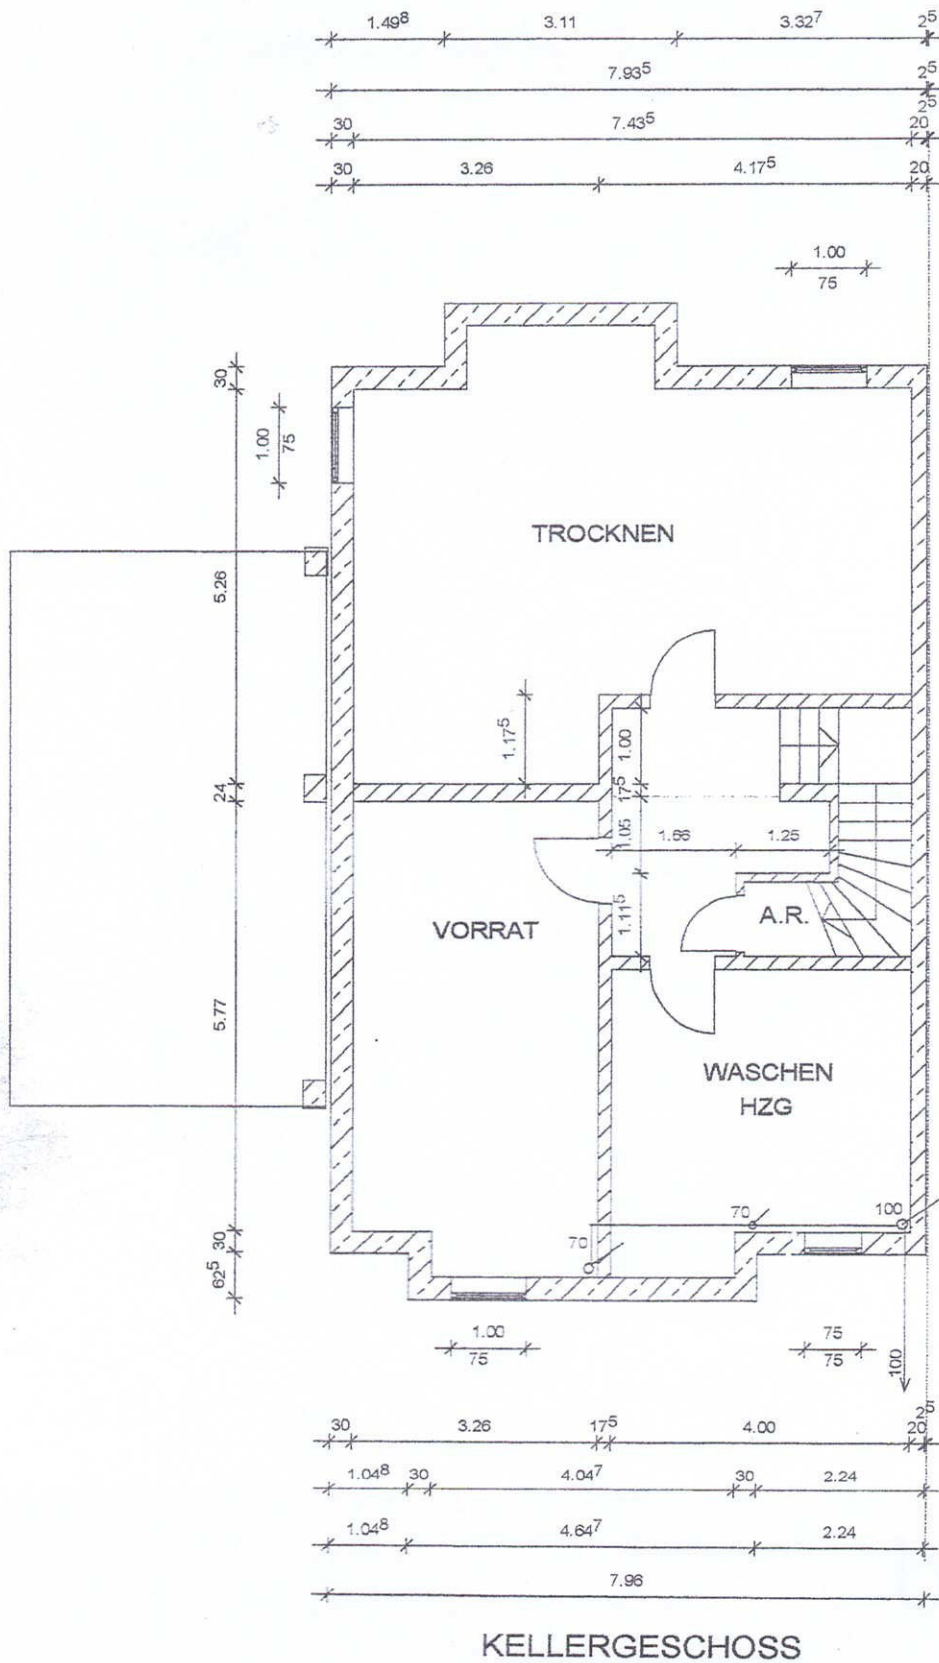 1.49⁸ 3.11 3.32⁷ 2⁵
7.93⁵ 2⁵
2⁵
30 7.43⁵ 20
30 3.26 4.17⁵ 20
1.00
75
30
1.00
75
TROCKNEN
5.26
1.17⁵
1.00
24
17⁵
1.05
1.66 1.25
1.11⁵
A.R.
VORRAT
5.77
WASCHEN
HZG
70 100
70
30
62⁵
1.00
75
75
75
100
2⁵
30 3.26 17⁵ 4.00 20
1.04⁸ 30 4.04⁷ 30 2.24
1.04⁸ 4.64⁷ 2.24
7.96
KELLERGESCHOSS